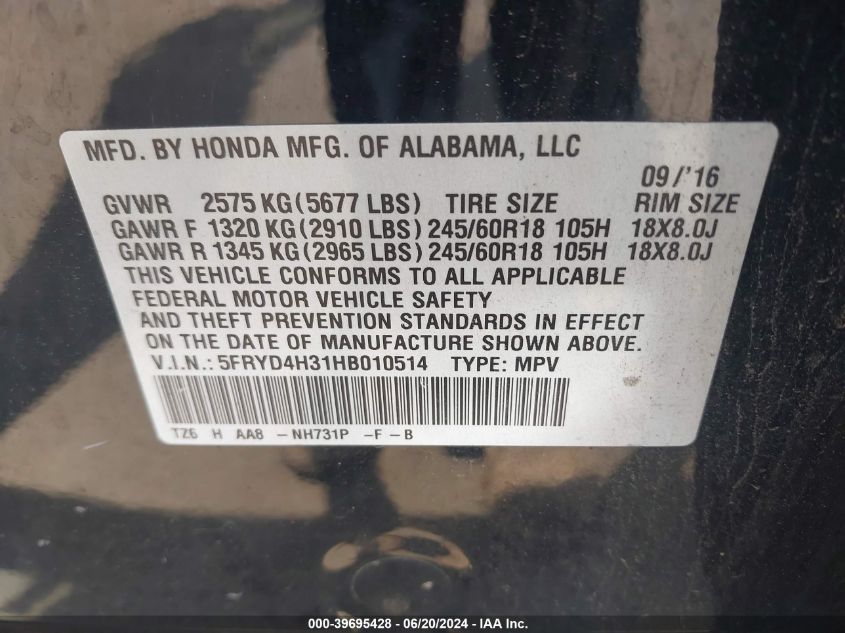 MFD. BY HONDA MFG. OF ALABAMA, LLC
09/'16
GVWR 2575 KG(5677 LBS) TIRE SIZE RIM SIZE
GAWR F 1320 KG(2910 LBS) 245/60R18 105H 18X8.0J
GAWR R 1345 KG(2965 LBS) 245/60R18 105H 18X8.0J
THIS VEHICLE CONFORMS TO ALL APPLICABLE
FEDERAL MOTOR VEHICLE SAFETY
AND THEFT PREVENTION STANDARDS IN EFFECT
ON THE DATE OF MANUFACTURE SHOWN ABOVE.
V.I.N.: 5FRYD4H31HB010514 TYPE: MPV
TZ6 H AA8 -NH731P -F-B
000-39695428 - 06/20/2024 - IAA Inc.